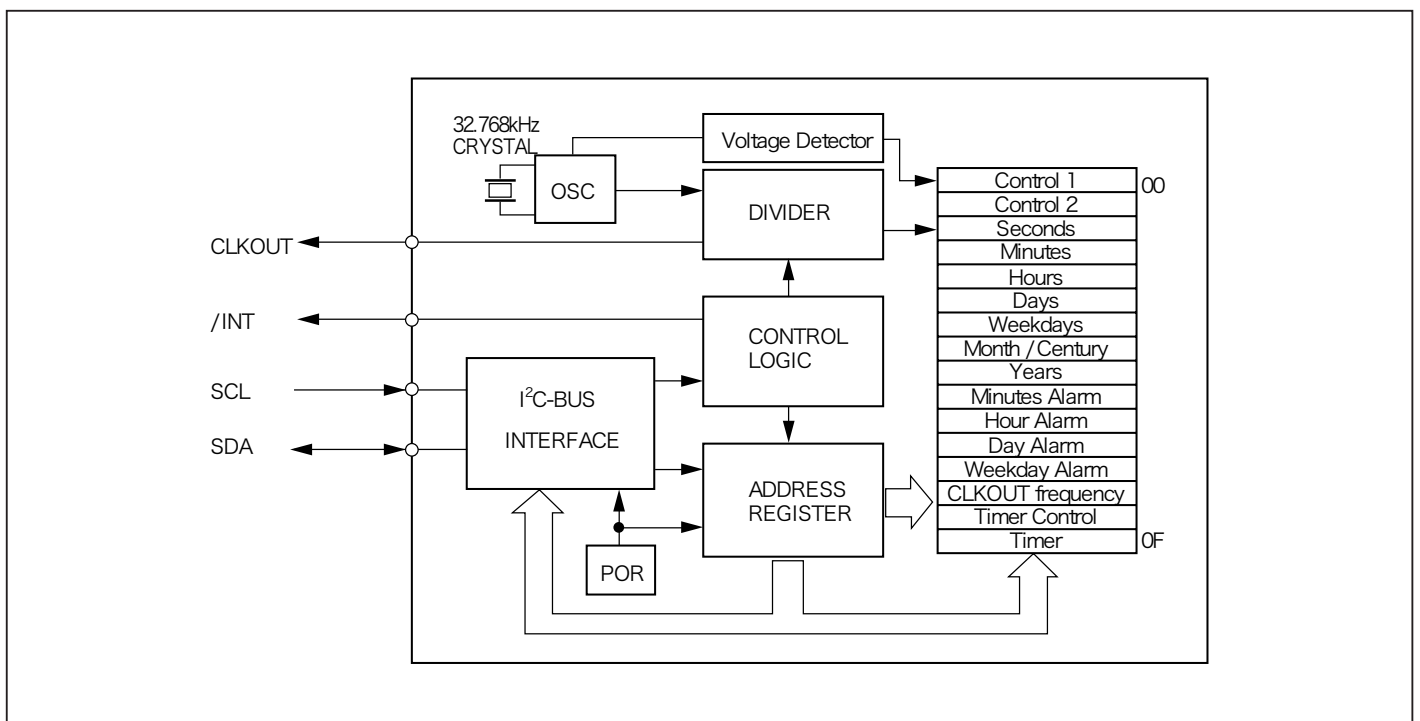 32.768kHz
CRYSTAL
OSC
Voltage Detector
DIVIDER
CLKOUT
/INT
SCL
SDA
CONTROL
LOGIC
I²C-BUS
INTERFACE
ADDRESS
REGISTER
POR
Control 1
00
Control 2
Seconds
Minutes
Hours
Days
Weekdays
Month / Century
Years
Minutes Alarm
Hour Alarm
Day Alarm
Weekday Alarm
CLKOUT frequency
Timer Control
Timer
0F